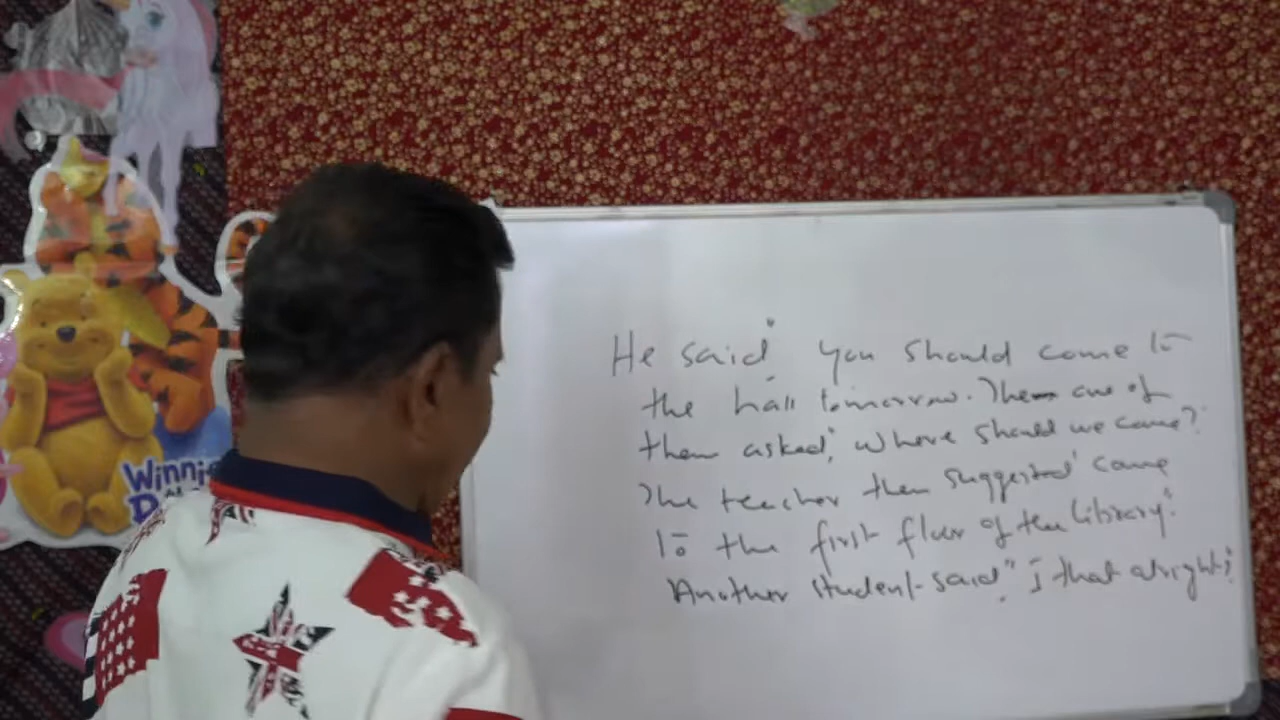 Winnie
He said, "you should come to
the hall tomorrow. Then one of
them asked, "where should we come?"
The teacher then suggested "come
to the first floor of the library".
Another student said, "I that alright?